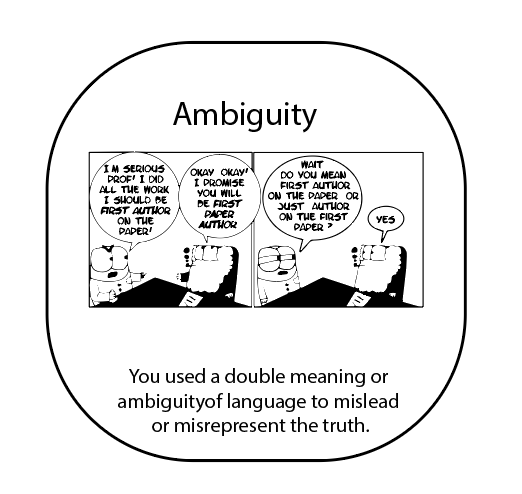 Ambiguity
I'M SERIOUS
PROF! I DID
ALL THE WORK
I SHOULD BE
FIRST AUTHOR
ON THE
PAPER!
OKAY OKAY!
I PROMISE
YOU WILL
BE FIRST
PAPER
AUTHOR
WAIT
DO YOU MEAN
FIRST AUTHOR
ON THE PAPER OR
JUST AUTHOR
ON THE FIRST
PAPER ?
YES
You used a double meaning or
ambiguityof language to mislead
or misrepresent the truth.